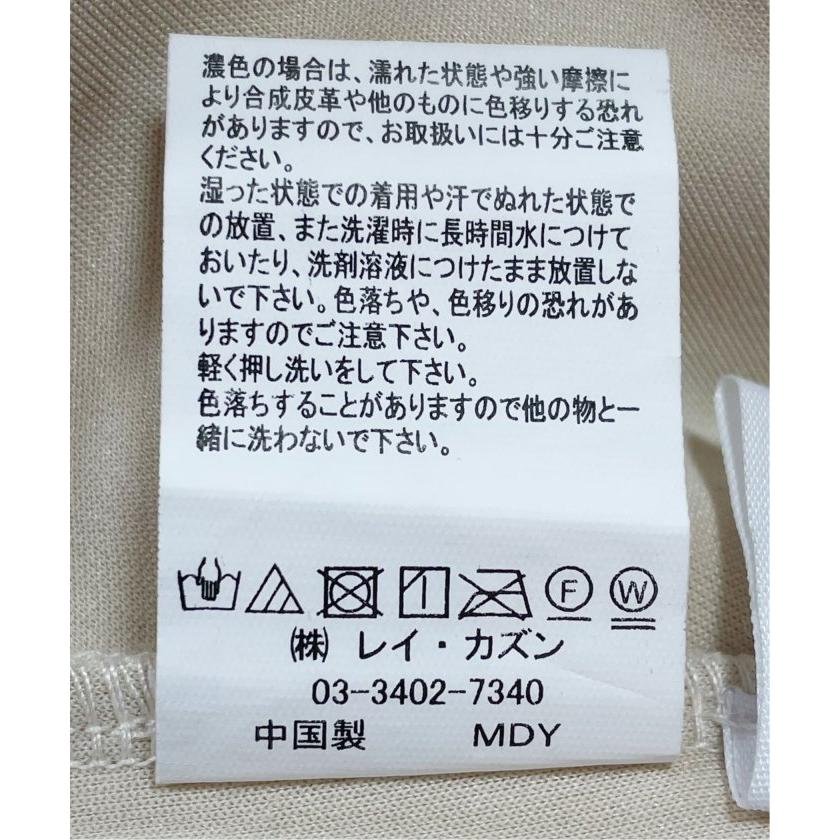 濃色の場合は、濡れた状態や強い摩擦に
より合成皮革や他のものに色移りする恐れ
がありますので、お取扱いには十分ご注意
ください。
湿った状態での着用や汗でぬれた状態で
の放置、また洗濯時に長時間水につけて
おいたり、洗剤溶液につけたまま放置しな
いで下さい。色落ちや、色移りの恐れがあ
りますのでご注意下さい。
軽く押し洗いをして下さい。
色落ちすることがありますので他の物と一
緒に洗わないで下さい。
F W
㈱ レイ・カズン
03-3402-7340
中国製 MDY